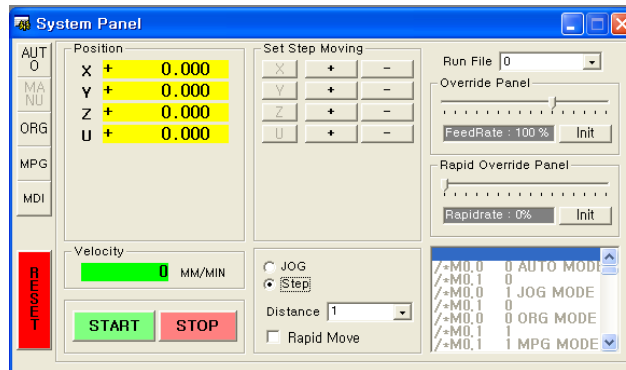 System Panel
AUTO
MANU
ORG
MPG
MDI
RESET
Position
X + 0.000
Y + 0.000
Z + 0.000
U + 0.000
Set Step Moving
X + -
Y + -
Z + -
U + -
Run File 0
Override Panel
FeedRate : 100 % Init
Rapid Override Panel
Rapidrate : 0% Init
Velocity
0 MM/MIN
START STOP
JOG
Step
Distance 1
Rapid Move
/*M0,0 0 AUTO MODE
/*M0,1 0
/*M0,0 1 JOG MODE
/*M0,1 0
/*M0,0 0 ORG MODE
/*M0,1 1
/*M0,1 1 MPG MODE